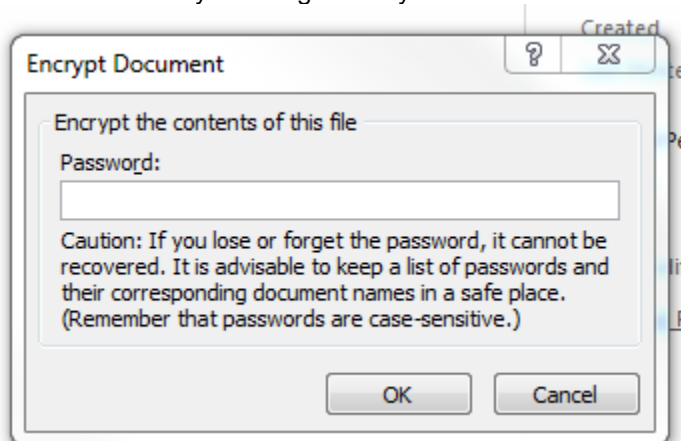 Created
Encrypt Document
Encrypt the contents of this file
Password:
Caution: If you lose or forget the password, it cannot be
recovered. It is advisable to keep a list of passwords and
their corresponding document names in a safe place.
(Remember that passwords are case-sensitive.)
OK
Cancel